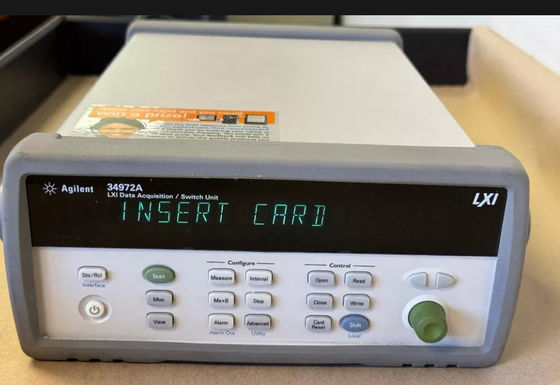 win a prize!
Agilent
34972A
LXI Data Acquisition / Switch Unit
LXI
INSERT CARD
Configure
Control
Sto/Rcl
Scan
Measure
Interval
Open
Read
Interface
Mon
Mx+B
Step
Close
Write
View
Alarm
Advanced
Card
Reset
Shift
Alarm Out
Utility
Local